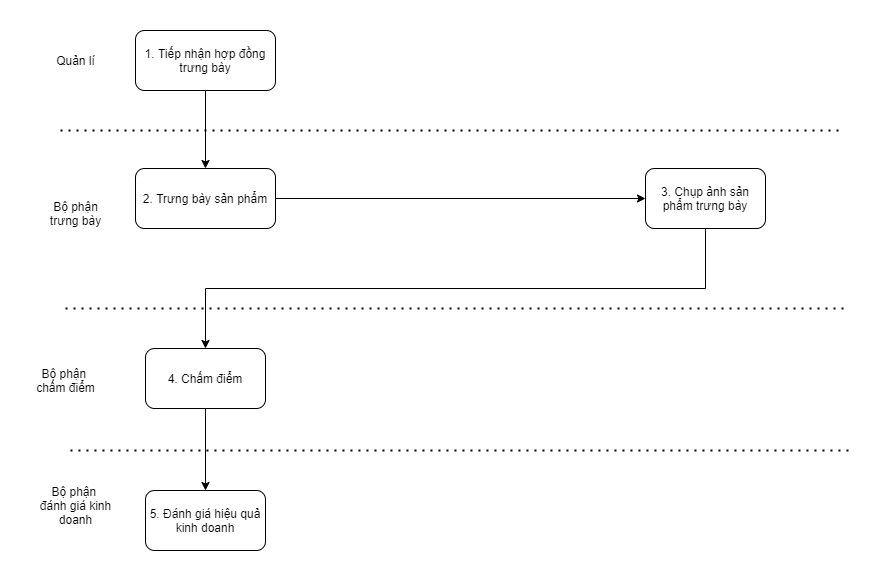 Quản lí
1. Tiếp nhận hợp đồng
trưng bày
Bộ phận
trưng bày
2. Trưng bày sản phẩm
3. Chụp ảnh sản
phẩm trưng bày
Bộ phận
chấm điểm
4. Chấm điểm
Bộ phận
đánh giá kinh
doanh
5. Đánh giá hiệu quả
kinh doanh